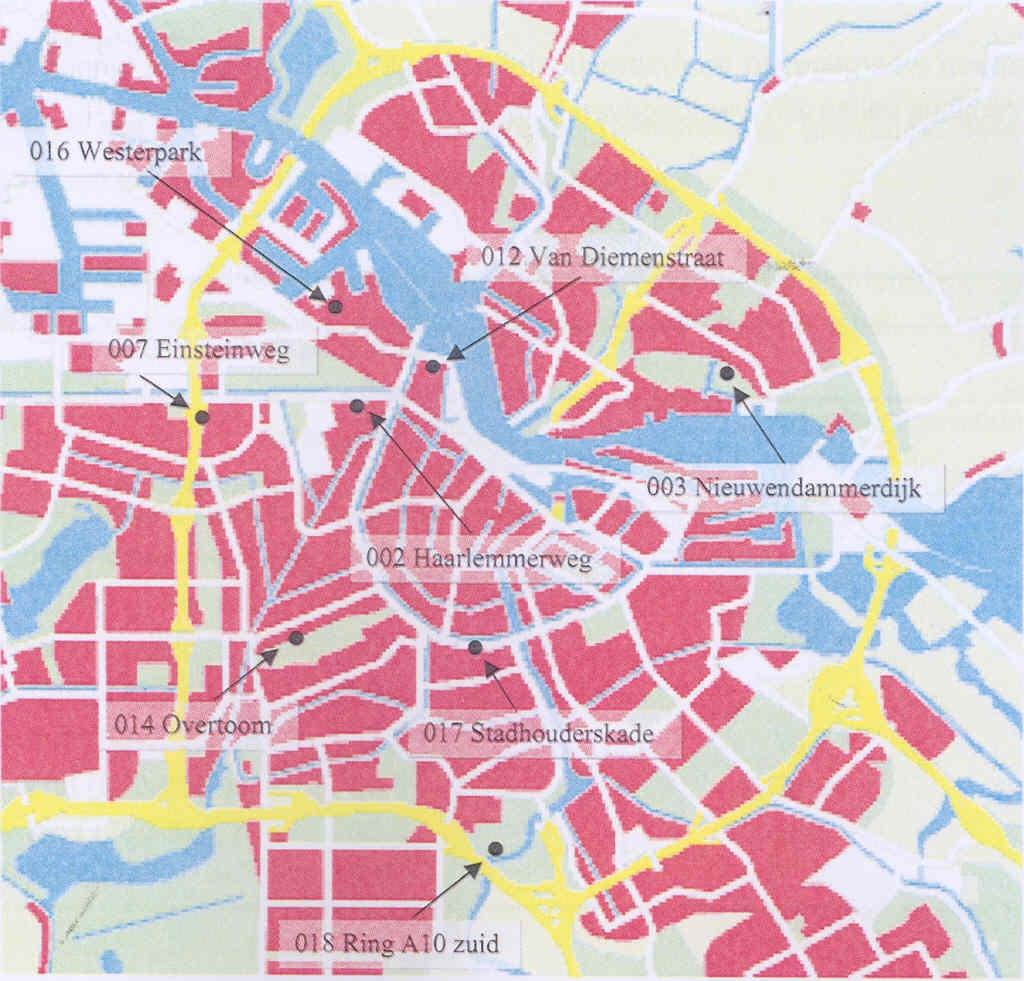 016 Westerpark
012 Van Diemenstraat
007 Einsteinweg
003 Nieuwendammerdijk
002 Haarlemmerweg
014 Overtoom
017 Stadhouderskade
018 Ring A10 zuid